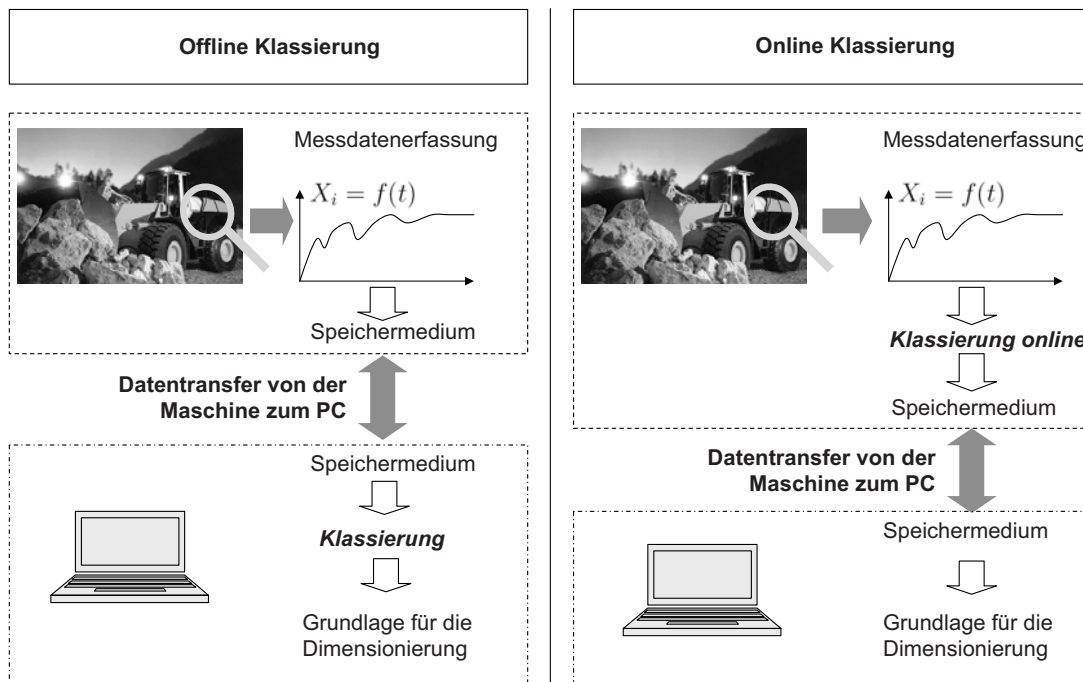 Offline Klassierung
Messdatenerfassung
X_i = f(t)
Speichermedium
Datentransfer von der
Maschine zum PC
Speichermedium
Klassierung
Grundlage für die
Dimensionierung
Online Klassierung
Messdatenerfassung
X_i = f(t)
Klassierung online
Speichermedium
Datentransfer von der
Maschine zum PC
Speichermedium
Grundlage für die
Dimensionierung